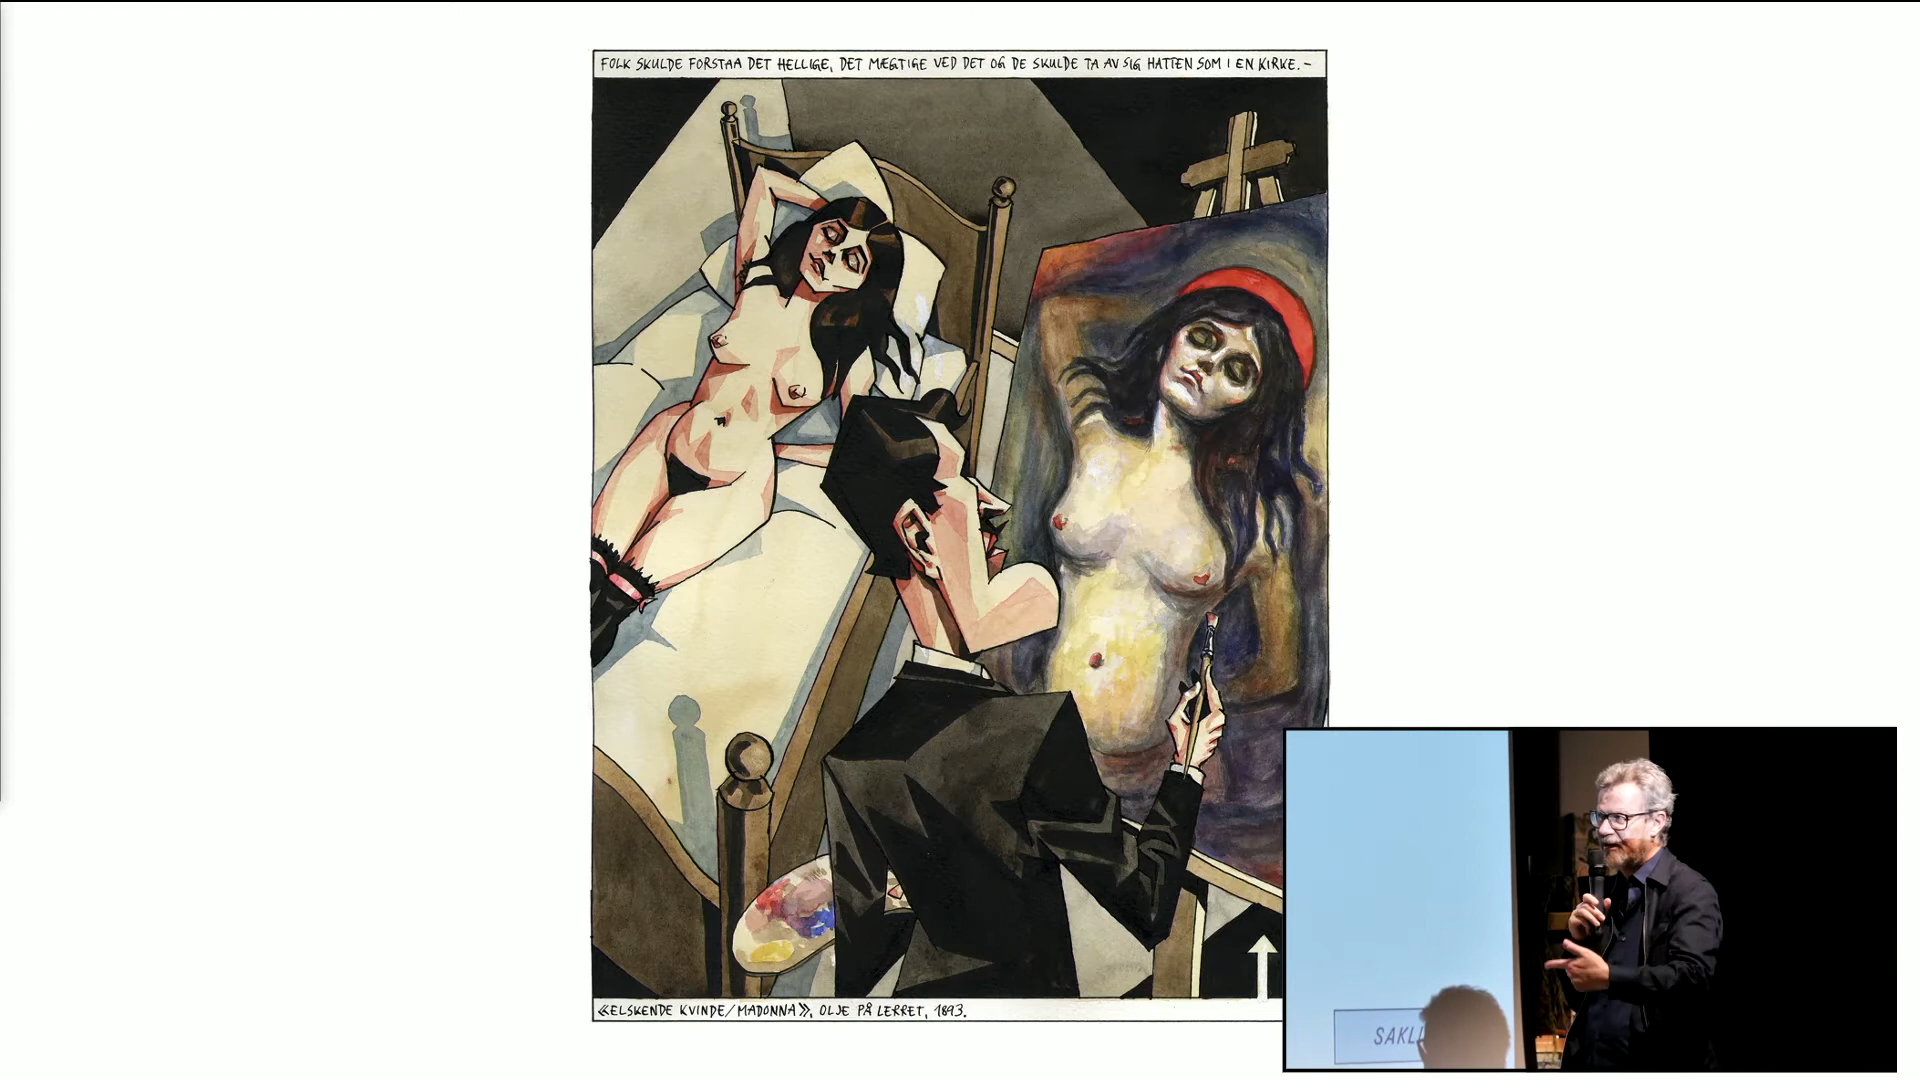 FOLK SKULDE FORSTAA DET HELLIGE, DET MÆGTIGE VED DET OG DE SKULDE TA AV SIG HATTEN SOM I EN KIRKE.–
«ELSKENDE KVINDE/MADONNA», OLJE PÅ LERRET, 1893.